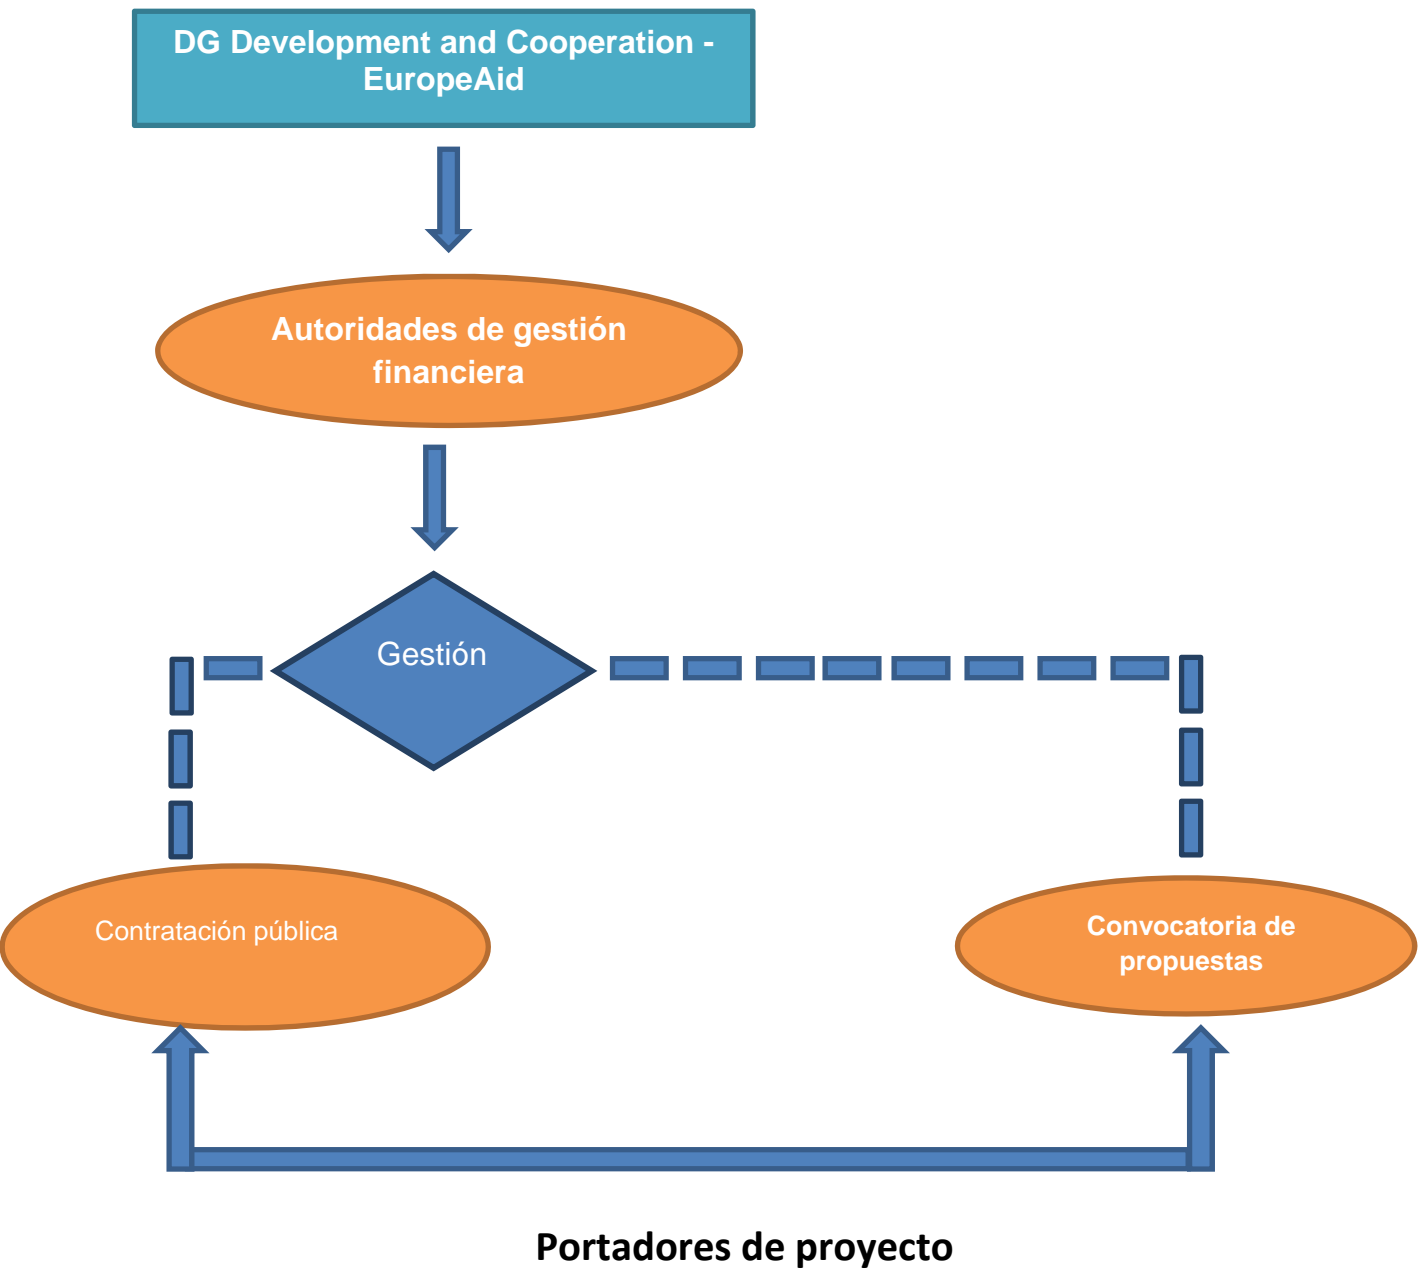 DG Development and Cooperation -
EuropeAid
Autoridades de gestión
financiera
Gestión
Contratación pública
Convocatoria de
propuestas
Portadores de proyecto